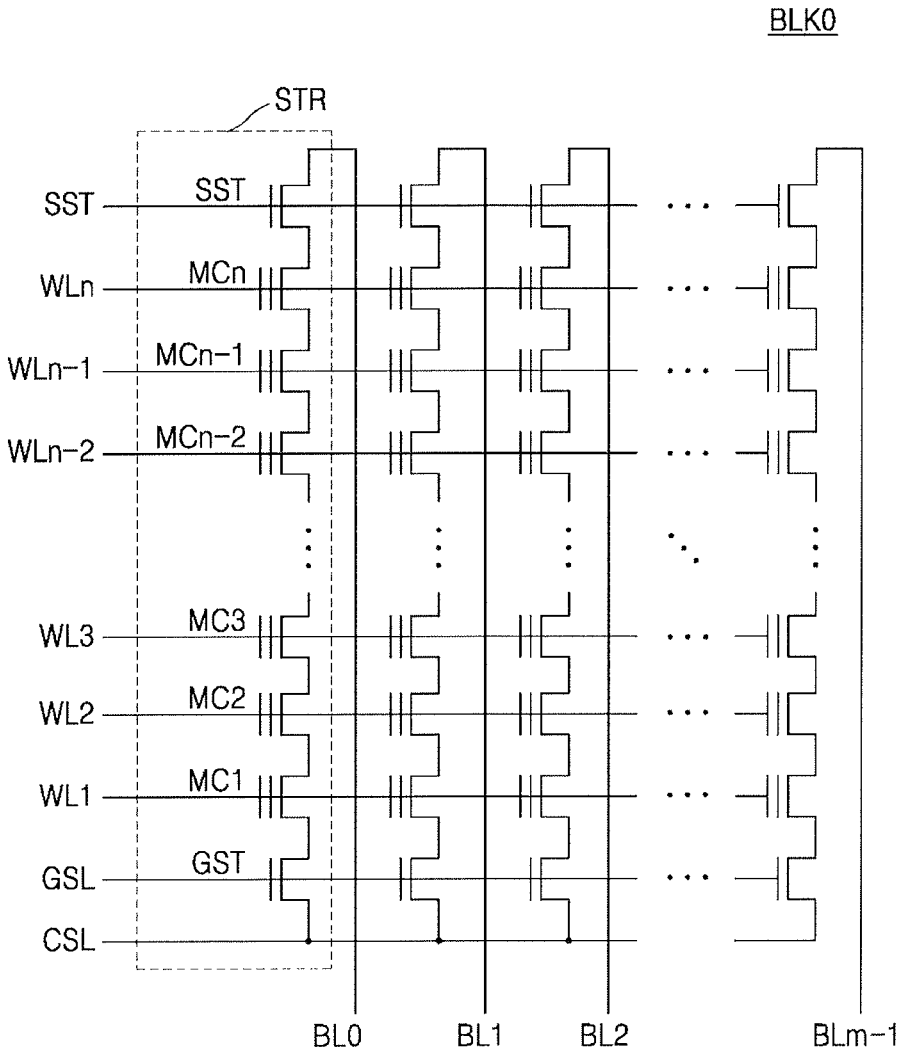 BLK0
STR
SST SST
WLn MCn
WLn-1 MCn-1
WLn-2 MCn-2
WL3 MC3
WL2 MC2
WL1 MC1
GSL GST
CSL
BL0 BL1 BL2 BLm-1